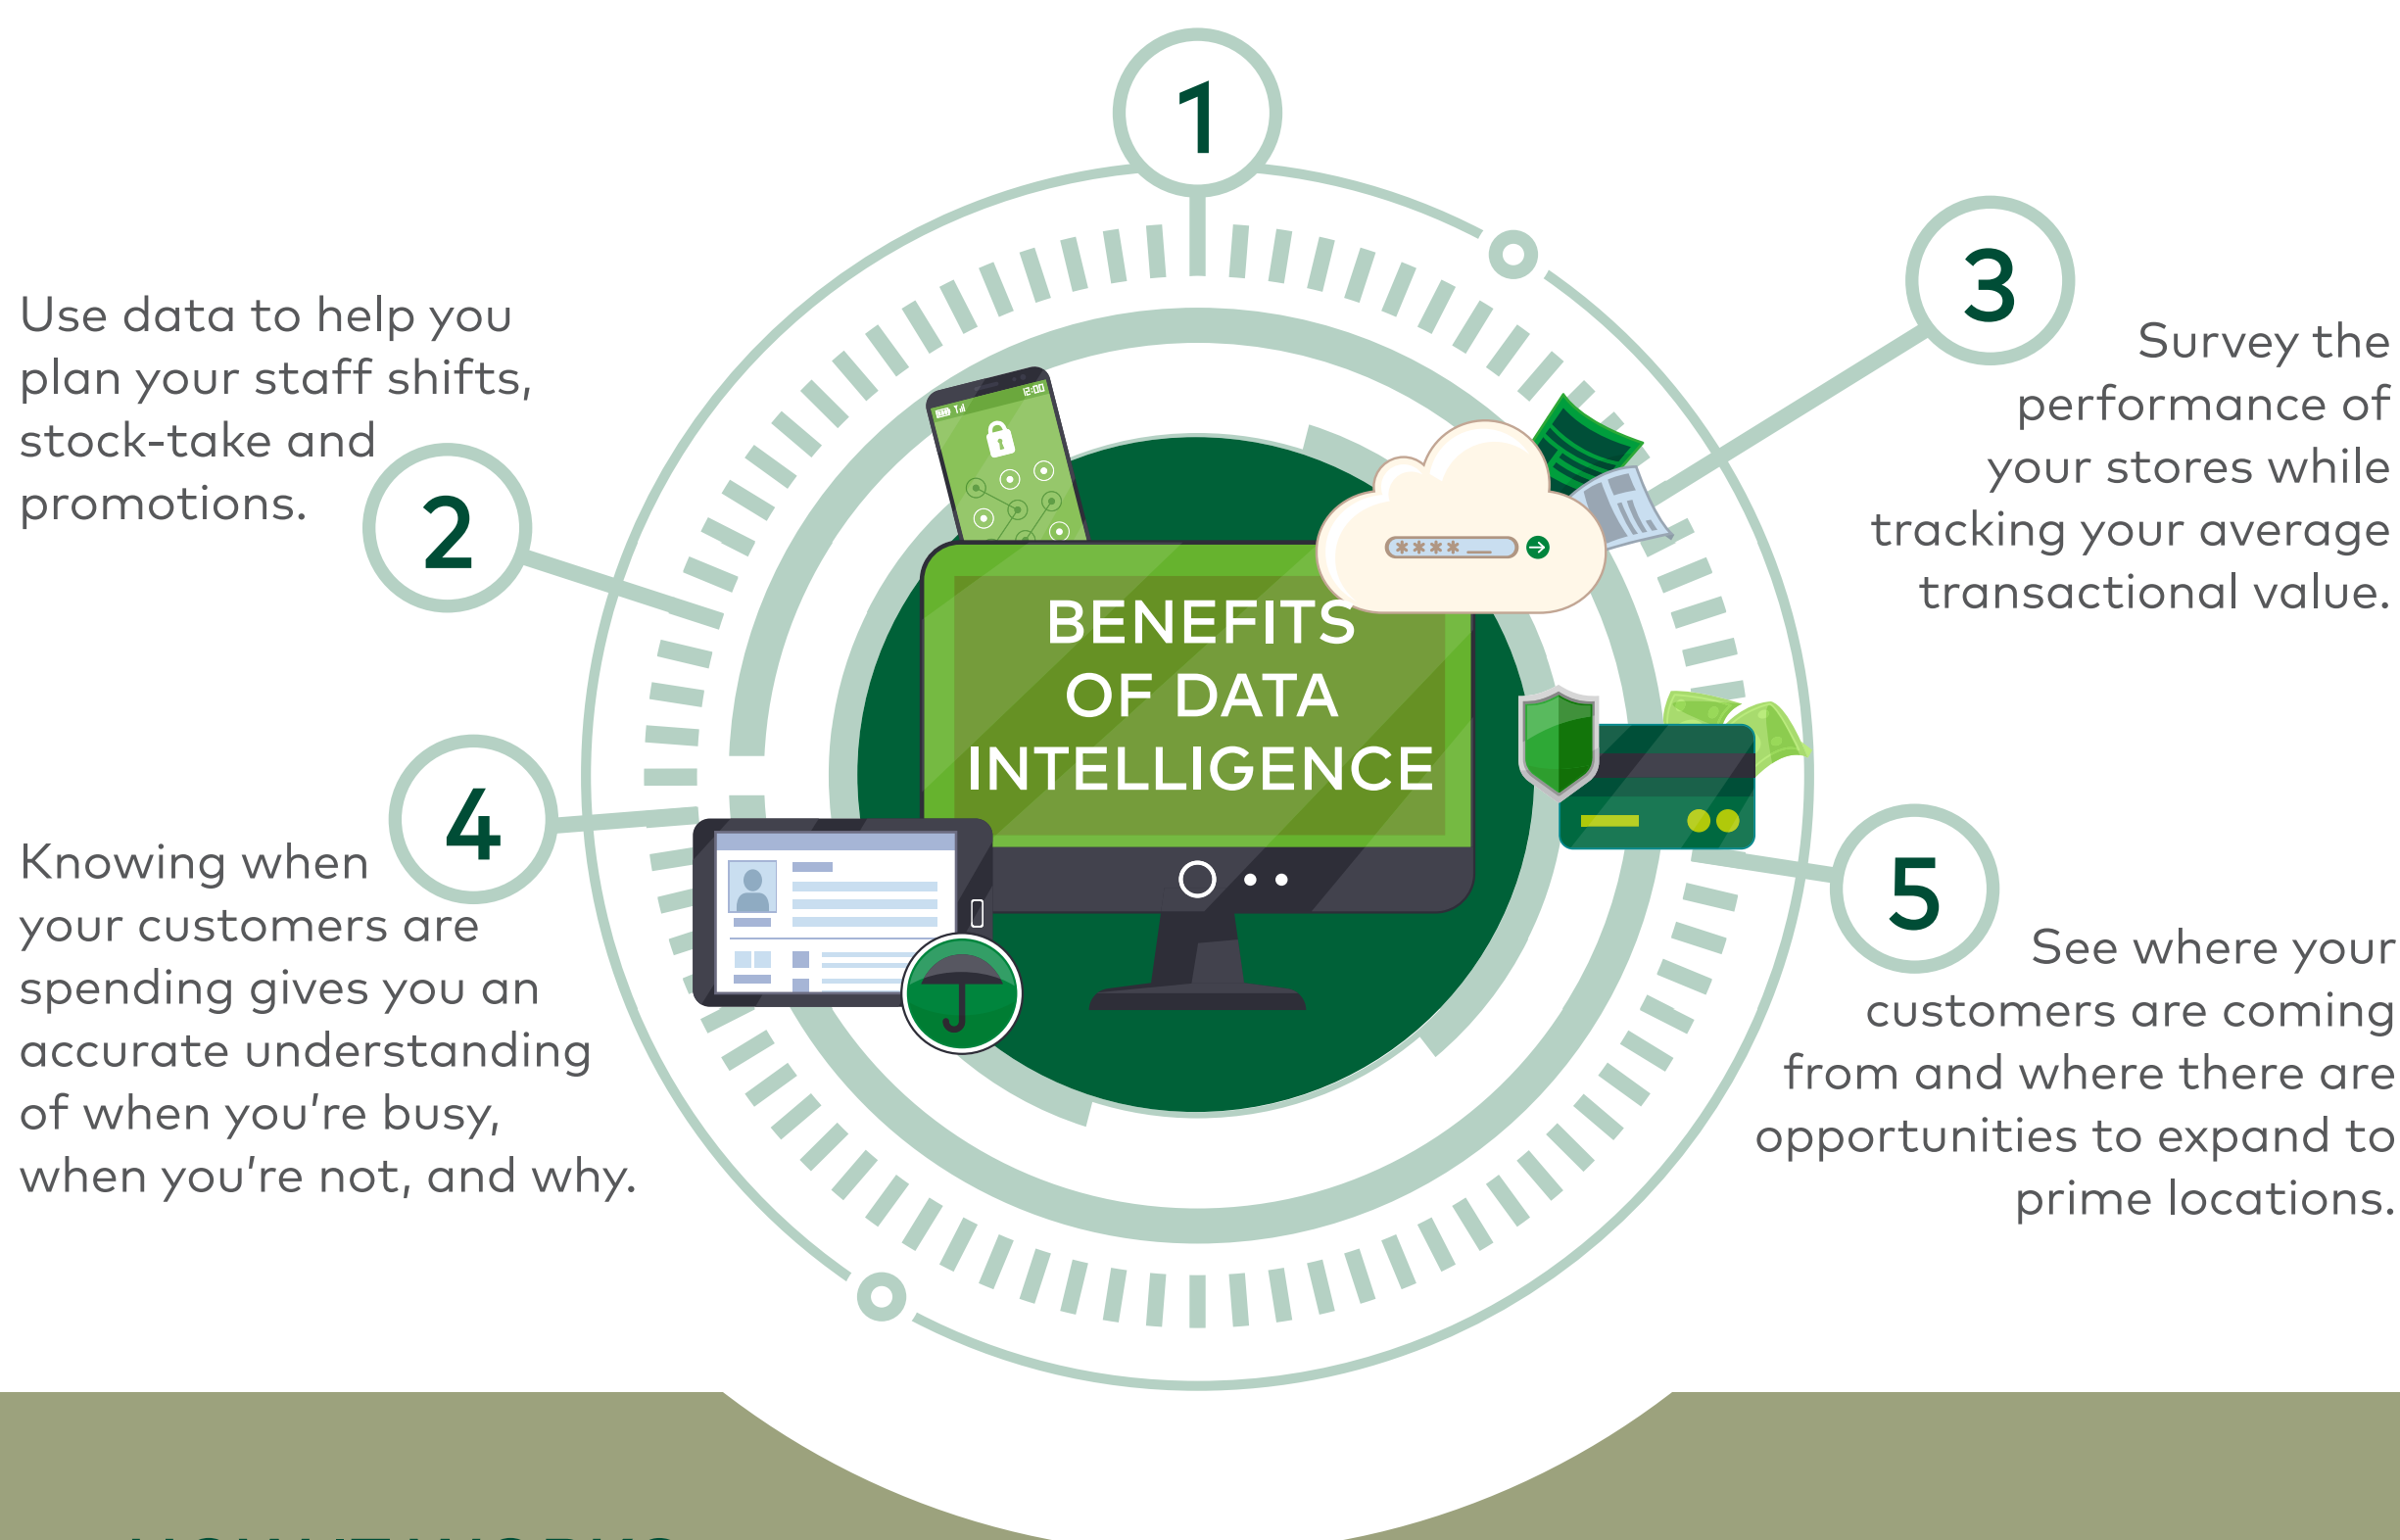 1
Use data to help you
plan your staff shifts,
stock-take and
promotions.
2
3
Survey the
performance of
your stores while
tracking your average
transactional value.
12:00
****_
BENEFITS
OF DATA
INTELLIGENCE
4
Knowing when
your customers are
spending gives you an
accurate understanding
of when you're busy,
when you're not, and why.
5
See where your
customers are coming
from and where there are
opportunities to expand to
prime locations.